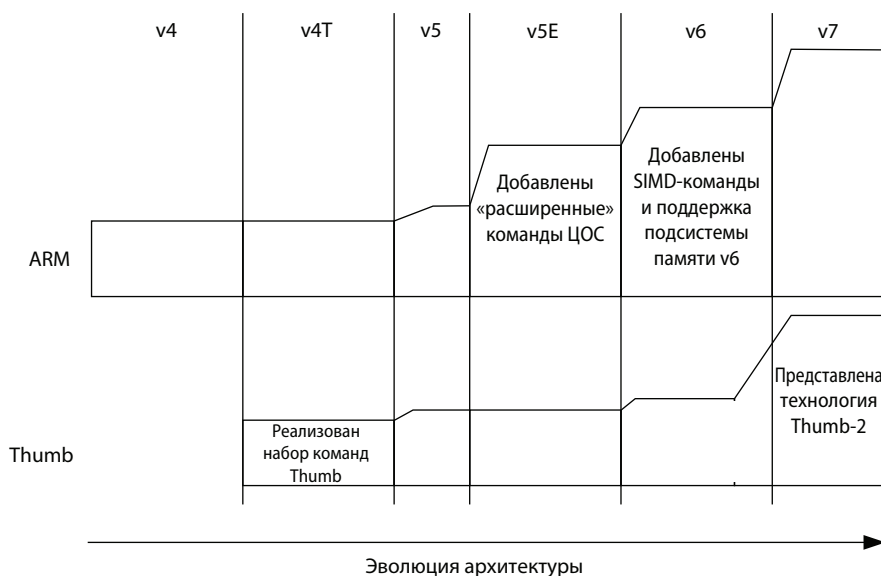 v4
v4T
v5
v5E
v6
v7
ARM
Добавлены
«расширенные»
команды ЦОС
Добавлены
SIMD-команды
и поддержка
подсистемы
памяти v6
Thumb
Реализован
набор команд
Thumb
Представлена
технология
Thumb-2
Эволюция архитектуры